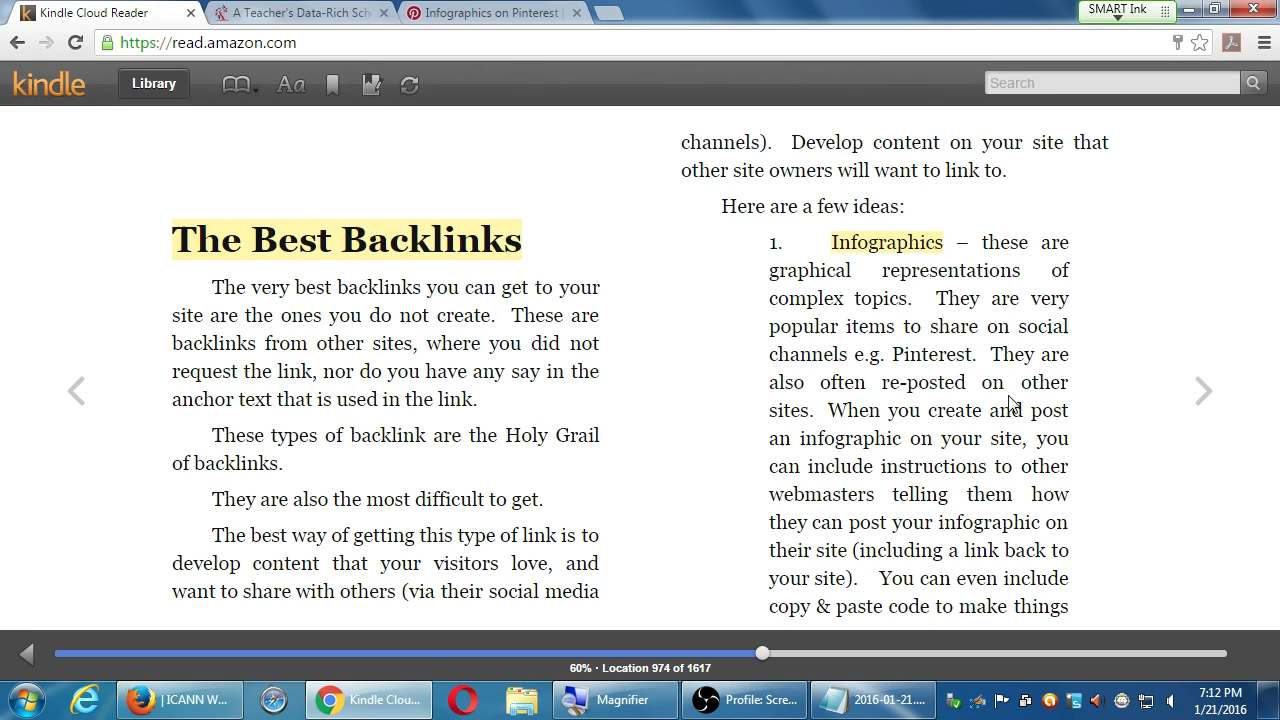 Kindle Cloud Reader
A Teacher's Data-Rich Sch
Infographics on Pinterest |
SMART Ink
https://read.amazon.com
kindle
Library
Aa
Search
The Best Backlinks
The very best backlinks you can get to your
site are the ones you do not create. These are
backlinks from other sites, where you did not
request the link, nor do you have any say in the
anchor text that is used in the link.
These types of backlink are the Holy Grail
of backlinks.
They are also the most difficult to get.
The best way of getting this type of link is to
develop content that your visitors love, and
want to share with others (via their social media
channels). Develop content on your site that
other site owners will want to link to.
Here are a few ideas:
1. Infographics – these are
graphical representations of
complex topics. They are very
popular items to share on social
channels e.g. Pinterest. They are
also often re-posted on other
sites. When you create and post
an infographic on your site, you
can include instructions to other
webmasters telling them how
they can post your infographic on
their site (including a link back to
your site). You can even include
copy & paste code to make things
60% · Location 974 of 1617
| ICANN W...
Kindle Clou...
Magnifier
Profile Scre...
2016-01-21....
7:12 PM
1/21/2016